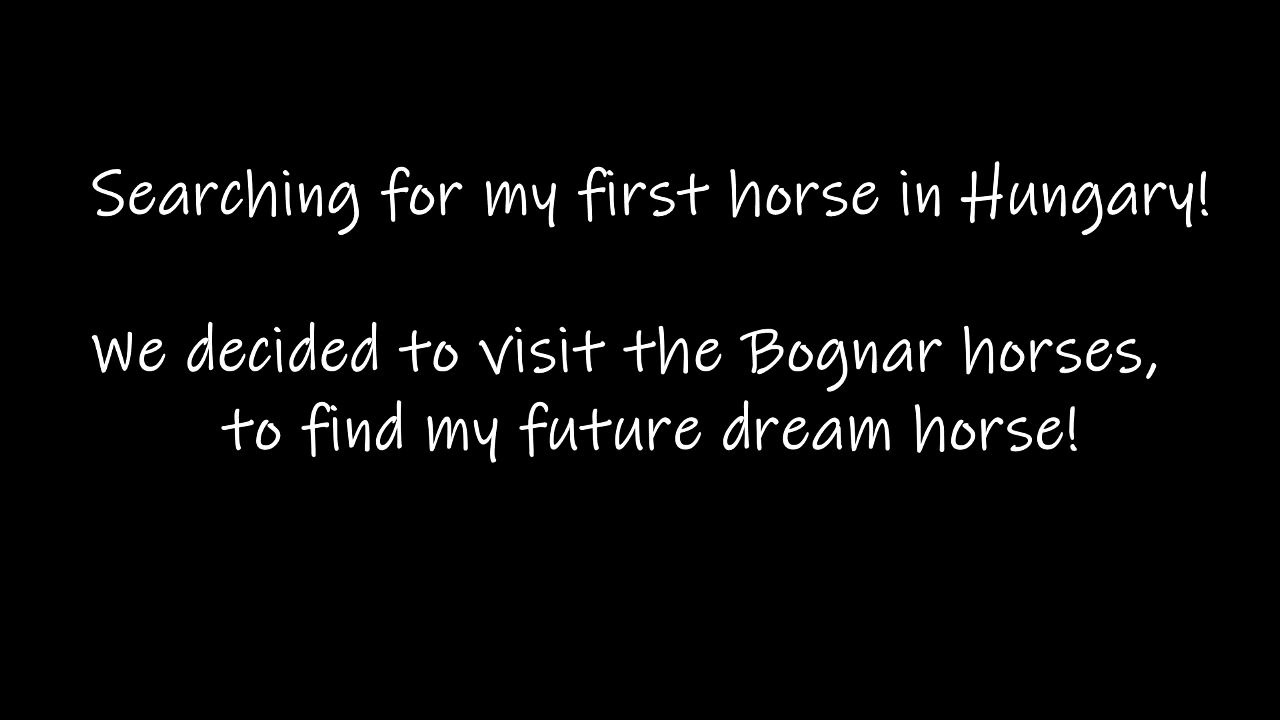 Searching for my first horse in Hungary!
We decided to visit the Bognar horses,
to find my future dream horse!